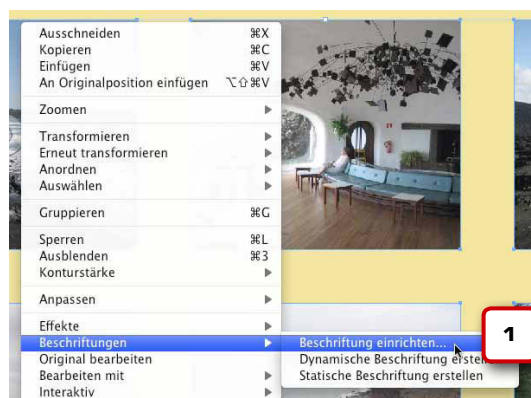 Ausschneiden ⌘X
Kopieren ⌘C
Einfügen ⌘V
An Originalposition einfügen ⌥⇧⌘V
Zoomen
Transformieren
Erneut transformieren
Anordnen
Auswählen
Gruppieren ⌘G
Sperren ⌘L
Ausblenden ⌘3
Konturstärke
Anpassen
Effekte
Beschriftungen
Original bearbeiten
Bearbeiten mit
Interaktiv
Beschriftung einrichten...
Dynamische Beschriftung erstell
Statische Beschriftung erstellen
1